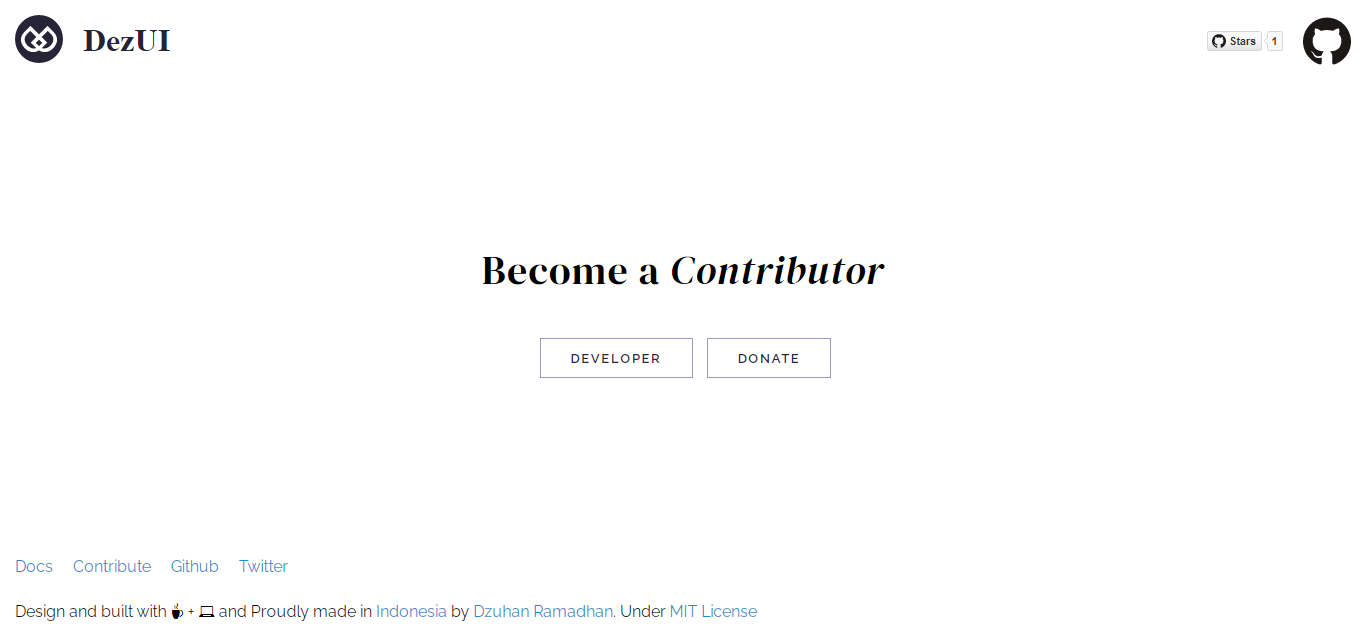 DezUI
Stars 1
Become a Contributor
DEVELOPER DONATE
Docs Contribute Github Twitter
Design and built with + and Proudly made in Indonesia by Dzuhan Ramadhan. Under MIT License